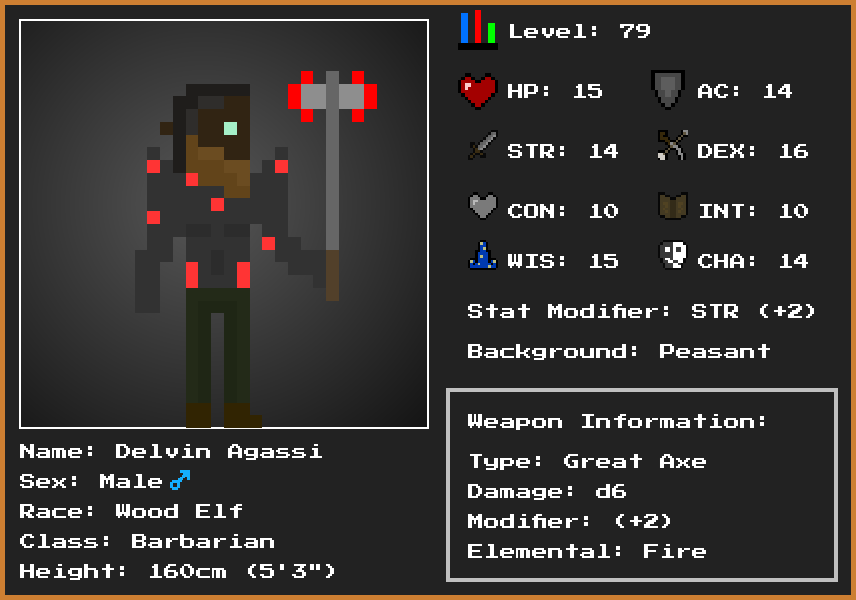 Level: 79
HP: 15
AC: 14
STR: 14
DEX: 16
CON: 10
INT: 10
WIS: 15
CHA: 14
Stat Modifier: STR (+2)
Background: Peasant
Weapon Information:
Type: Great Axe
Damage: d6
Modifier: (+2)
Elemental: Fire
Name: Delvin Agassi
Sex: Male♂
Race: Wood Elf
Class: Barbarian
Height: 160cm (5'3")